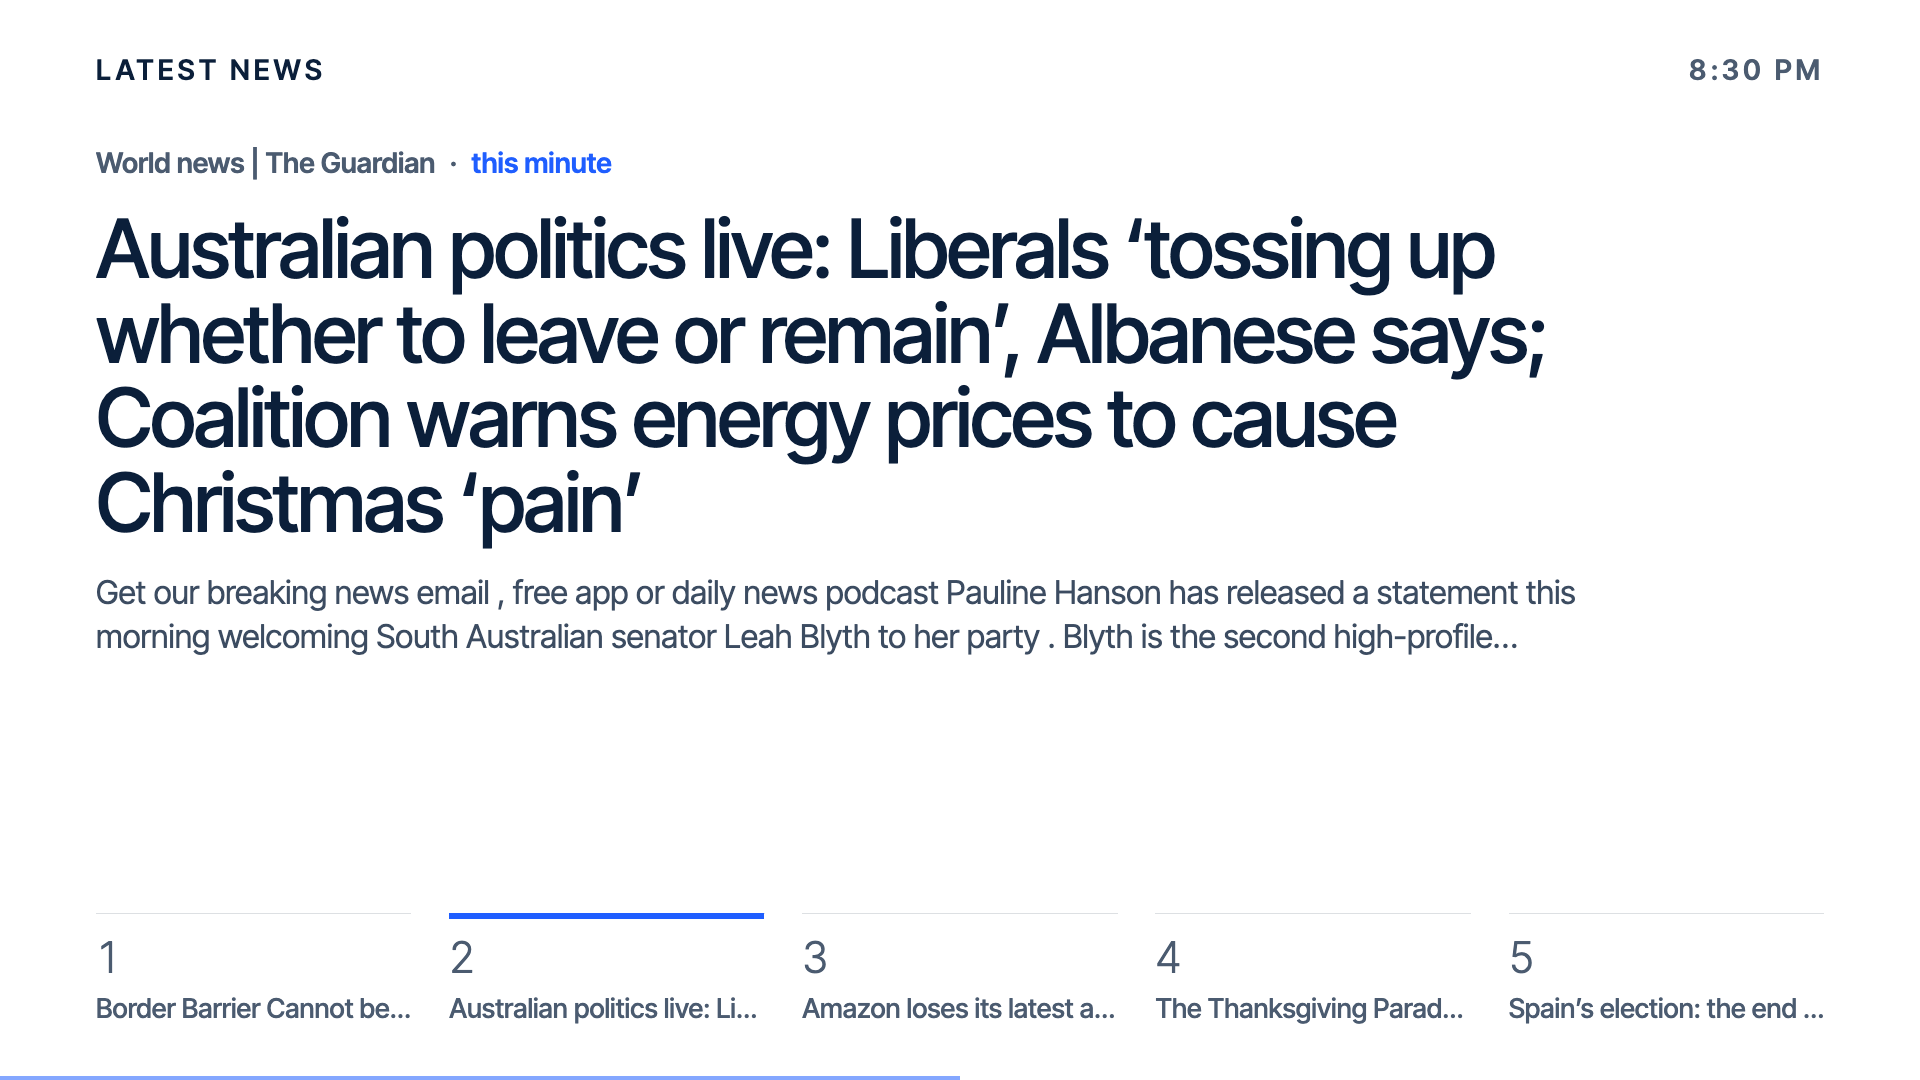 LATEST NEWS
8:30 PM
World news | The Guardian · this minute
Australian politics live: Liberals ‘tossing up
whether to leave or remain’, Albanese says;
Coalition warns energy prices to cause
Christmas ‘pain’
Get our breaking news email , free app or daily news podcast Pauline Hanson has released a statement this
morning welcoming South Australian senator Leah Blyth to her party . Blyth is the second high-profile…
1
Border Barrier Cannot be…
2
Australian politics live: Li…
3
Amazon loses its latest a…
4
The Thanksgiving Parad…
5
Spain’s election: the end …